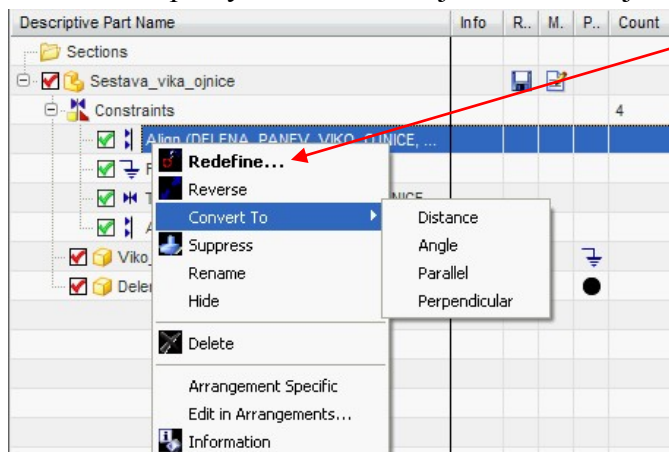 Descriptive Part Name Info R.. M. P.. Count
Sections
Sestava_vika_ojnice
Constraints 4
Align (DELENA_PANEV_VIKO_OJNICE, ...
Redefine...
Reverse
Convert To
Distance
Suppress
Angle
Rename
Parallel
Hide
Perpendicular
Viko_
Delete
Arrangement Specific
Edit in Arrangements...
Information